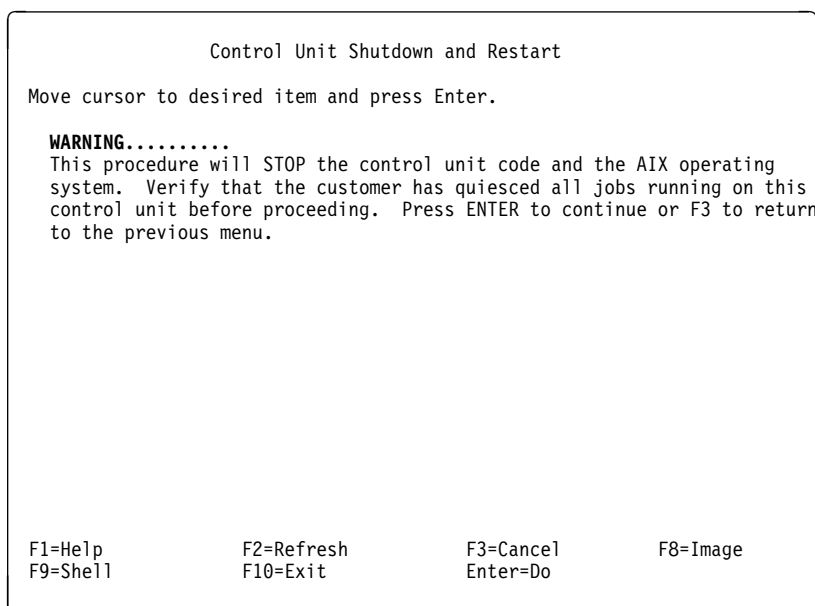 Control Unit Shutdown and Restart
Move cursor to desired item and press Enter.
WARNING..........
This procedure will STOP the control unit code and the AIX operating
system.  Verify that the customer has quiesced all jobs running on this
control unit before proceeding.  Press ENTER to continue or F3 to return
to the previous menu.
F1=Help F2=Refresh F3=Cancel F8=Image
F9=Shell F10=Exit Enter=Do